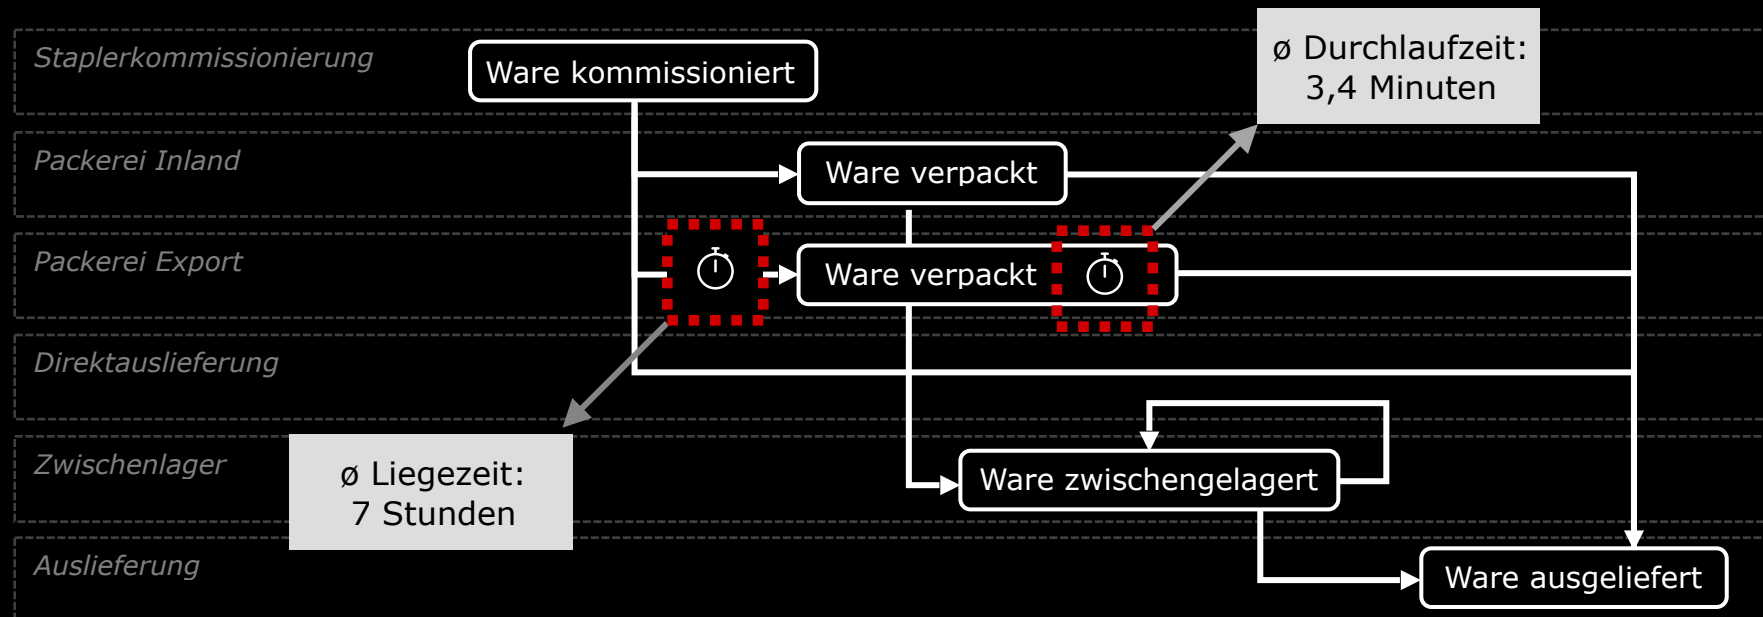 Staplerkommissionierung
Ware kommissioniert
ø Durchlaufzeit:
3,4 Minuten
Packerei Inland
Ware verpackt
Packerei Export
Ware verpackt
Direktauslieferung
Zwischenlager
ø Liegezeit:
7 Stunden
Ware zwischengelagert
Auslieferung
Ware ausgeliefert